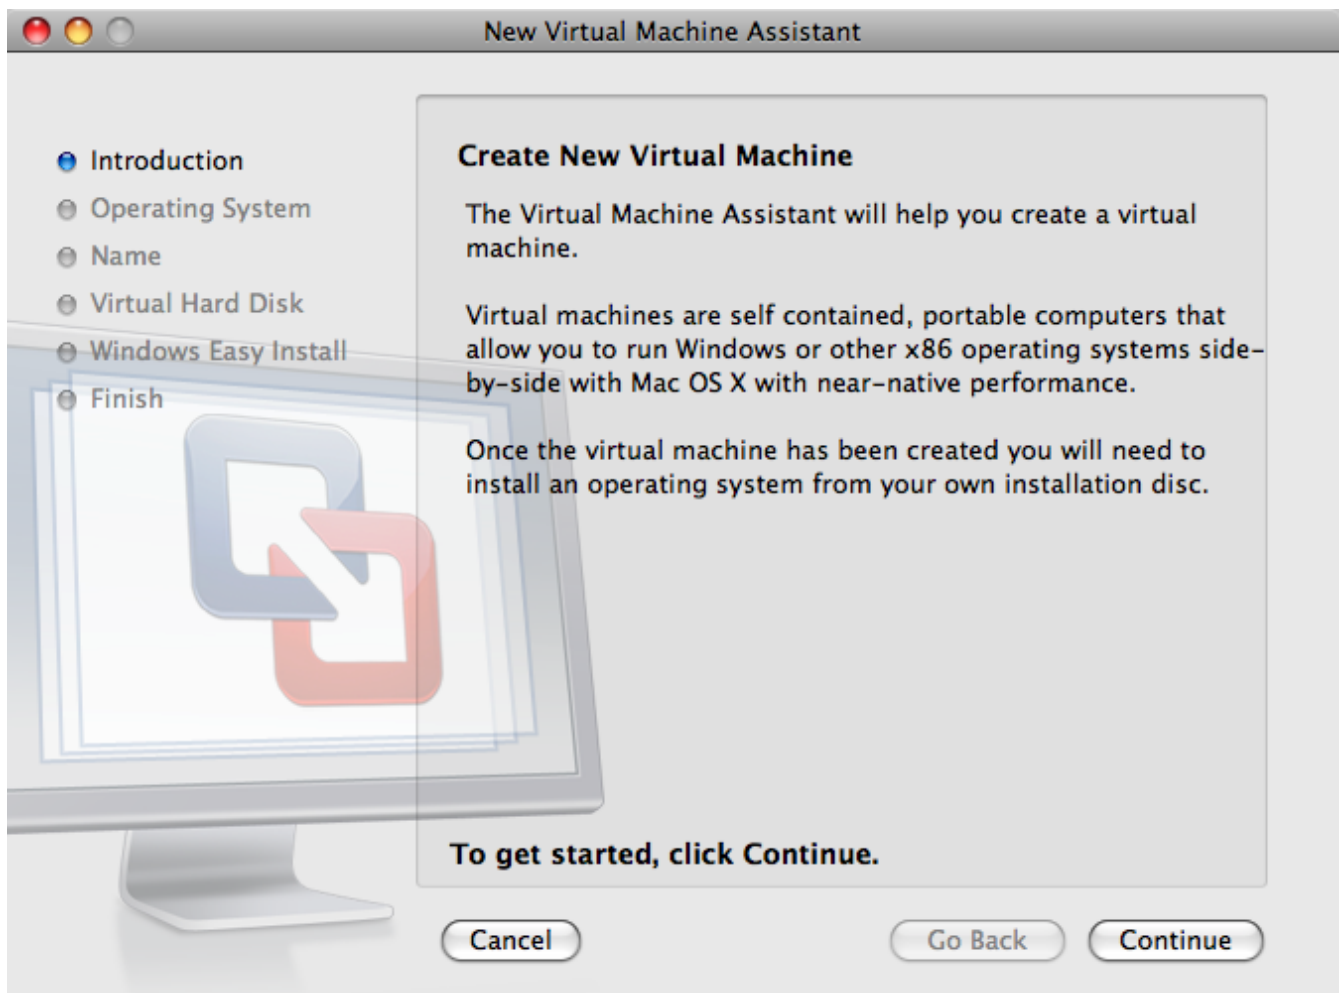 New Virtual Machine Assistant
Introduction
Operating System
Name
Virtual Hard Disk
Windows Easy Install
Finish
Create New Virtual Machine
The Virtual Machine Assistant will help you create a virtual
machine.
Virtual machines are self contained, portable computers that
allow you to run Windows or other x86 operating systems side-
by-side with Mac OS X with near-native performance.
Once the virtual machine has been created you will need to
install an operating system from your own installation disc.
To get started, click Continue.
Cancel
Go Back
Continue